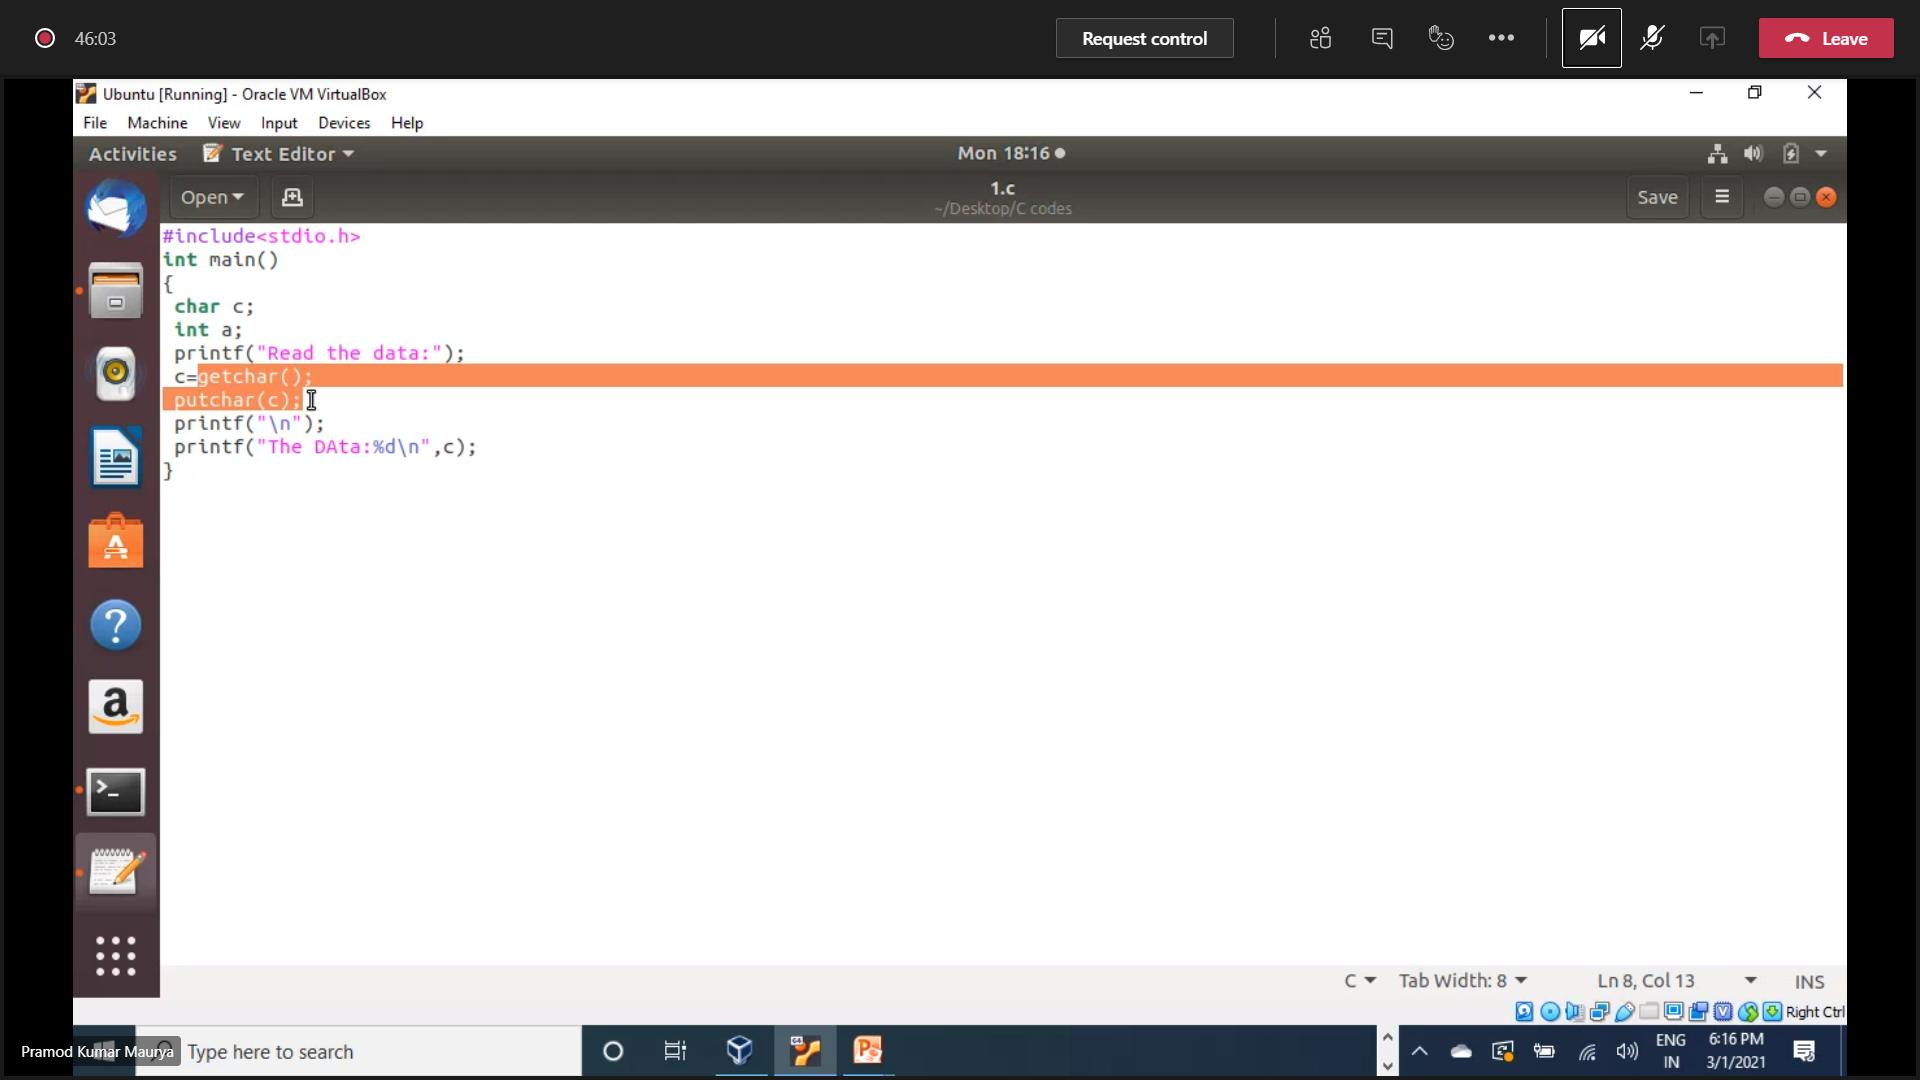 46:03
Request control
Leave
Ubuntu [Running] - Oracle VM VirtualBox
File Machine View Input Devices Help
Activities Text Editor Mon 18:16
Open 1.c Save
~/Desktop/C codes
#include<stdio.h>
int main()
{
char c;
int a;
printf("Read the data:");
c=getchar();
putchar(c);
printf("\n");
printf("The DAta:%d\n",c);
}
C Tab Width: 8 Ln 8, Col 13 INS
Right Ctrl
Pramod Kumar Maurya Type here to search
ENG 6:16 PM
IN 3/1/2021